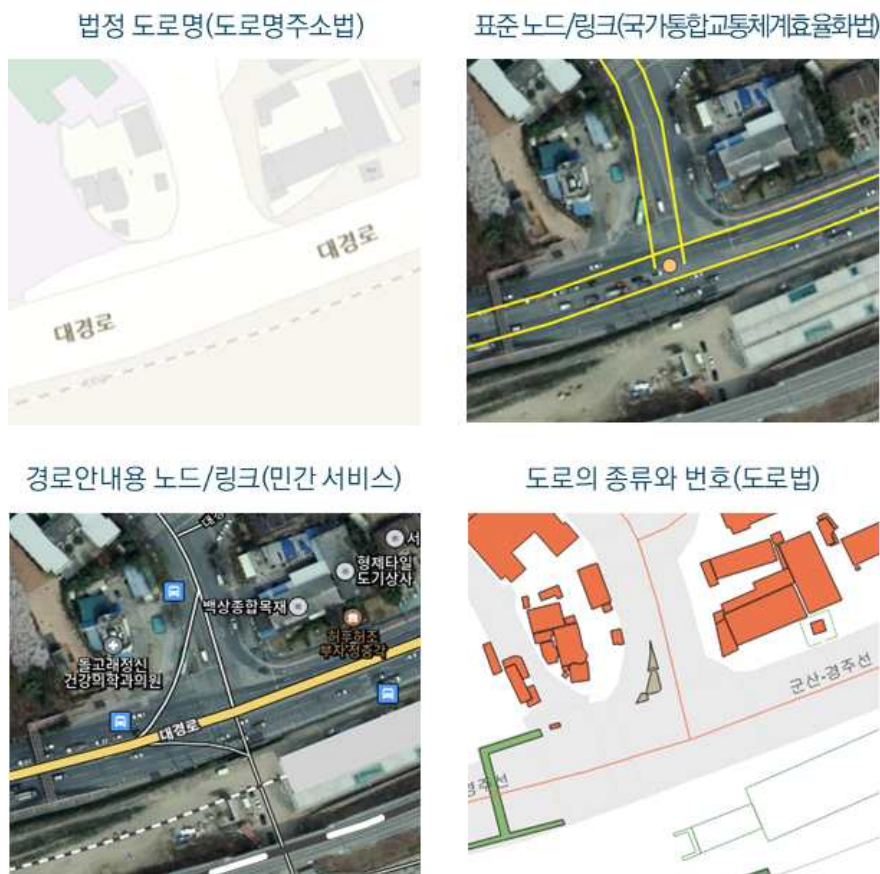 법정 도로명(도로명주소법)
표준 노드/링크(국가통합교통체계효율화법)
대경로
대경로
경로안내용 노드/링크(민간 서비스)
도로의 종류와 번호(도로법)
서
형제타일
도기상사
백상종합목재
돌고래정신
건강의학과의원
대경로
군산-경주선
경주선